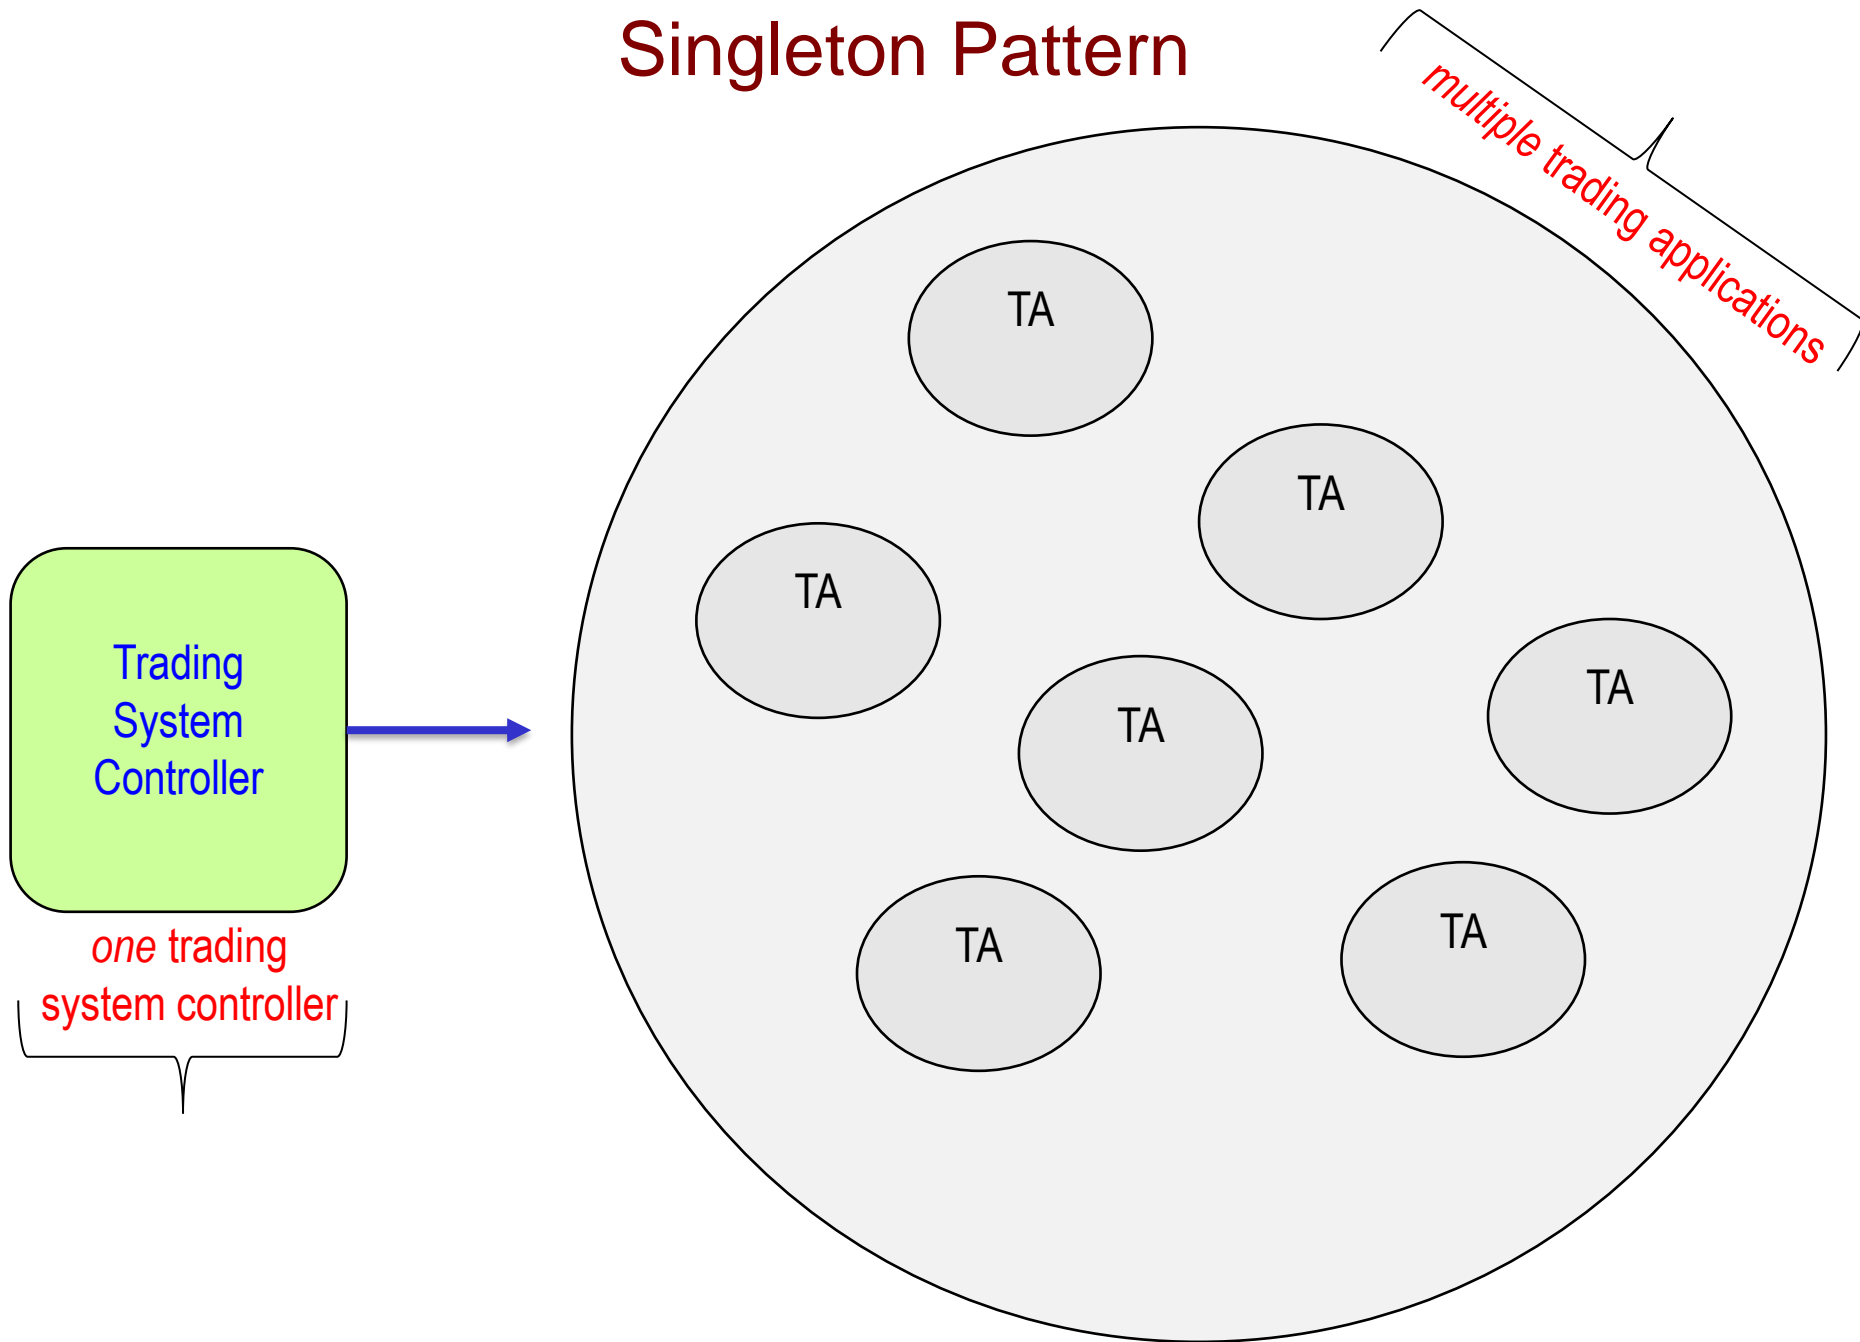 Singleton Pattern
multiple trading applications
TA
TA
TA
TA
TA
TA
TA
Trading
System
Controller
one trading
system controller